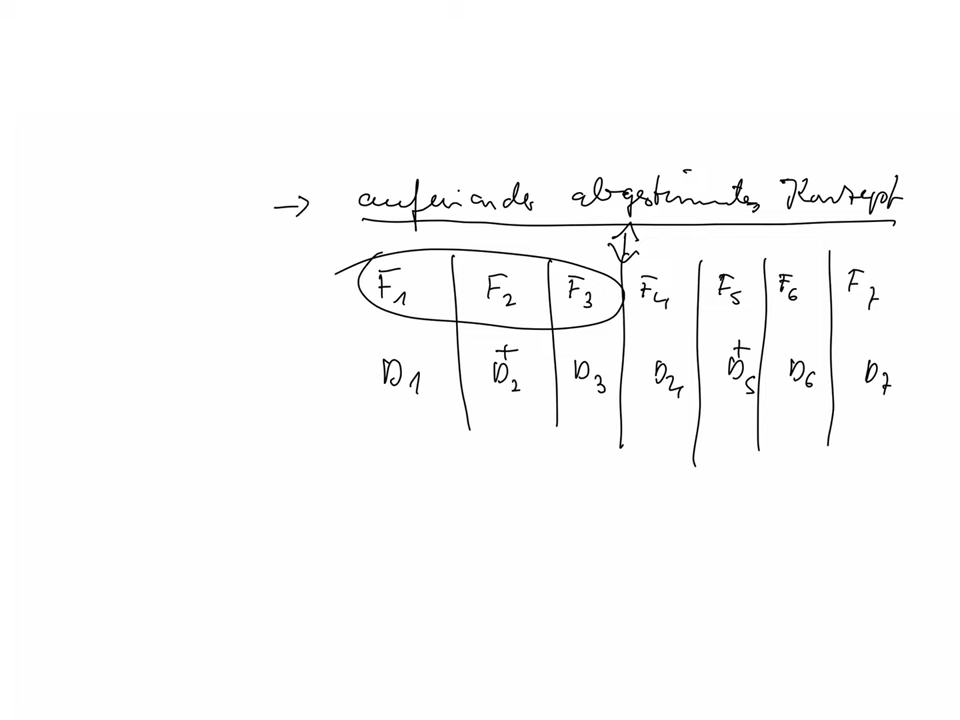 → aufeinander abgestimmtes Konzept
F1 F2 F3 F4 F5 F6 F7
+ +
D1 D2 D3 D4 D5 D6 D7